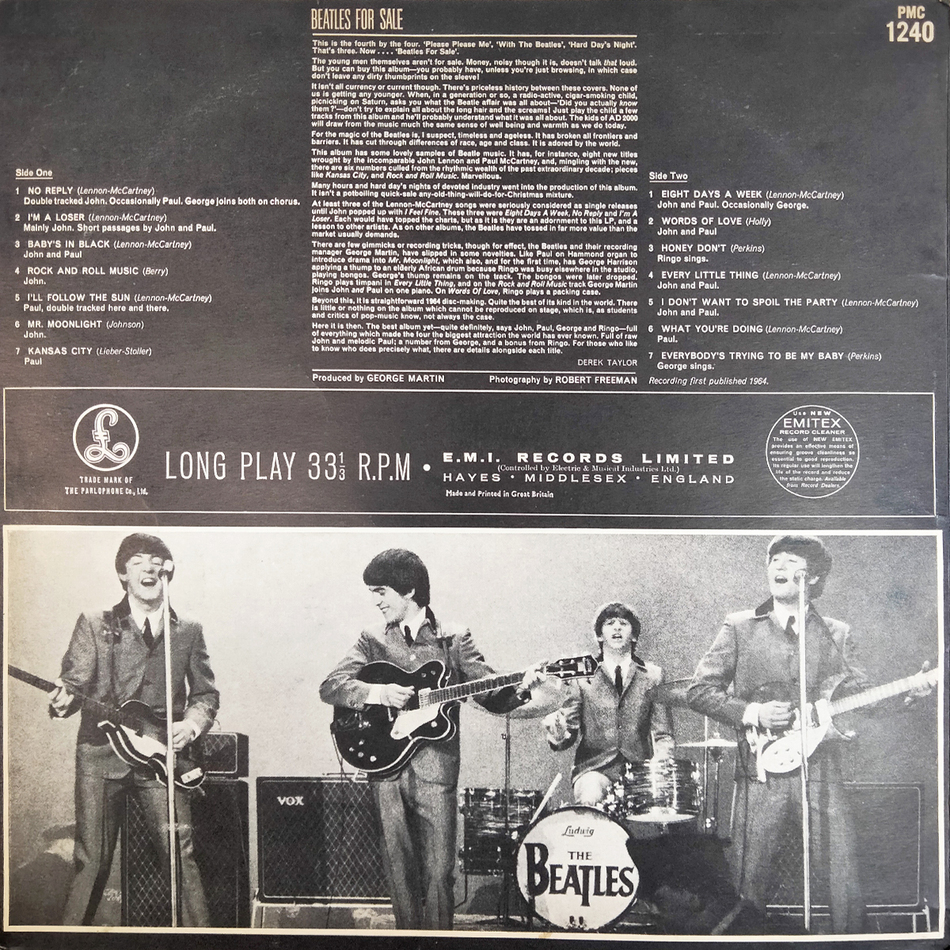 BEATLES FOR SALE
PMC
1240
This is the fourth by the four. 'Please Please Me', 'With The Beatles', 'Hard Day's Night'.
That's three. Now . . . . 'Beatles For Sale'.
The young men themselves aren't for sale. Money, noisy though it is, doesn't talk that loud.
But you can buy this album—you probably have, unless you're just browsing, in which case
don't leave any dirty thumbprints on the sleeve!
It isn't all currency or current though. There's priceless history between these covers. None of
us is getting any younger. When, in a generation or so, a radio-active, cigar-smoking child,
picnicking on Saturn, asks you what the Beatle affair was all about—'Did you actually know
them ?'—don't try to explain all about the long hair and the screams! Just play the child a few
tracks from this album and he'll probably understand what it was all about. The kids of AD 2000
will draw from the music much the same sense of well being and warmth as we do today.
For the magic of the Beatles is, I suspect, timeless and ageless. It has broken all frontiers and
barriers. It has cut through differences of race, age and class. It is adored by the world.
This album has some lovely samples of Beatle music. It has, for instance, eight new titles
wrought by the incomparable John Lennon and Paul McCartney, and, mingling with the new,
there are six numbers culled from the rhythmic wealth of the past extraordinary decade; pieces
like Kansas City, and Rock and Roll Music. Marvellous.
Many hours and hard day's nights of devoted industry went into the production of this album.
It isn't a potboiling quick-sale any-old-thing-will-do-for-Christmas mixture.
At least three of the Lennon-McCartney songs were seriously considered as single releases
until John popped up with I Feel Fine. These three were Eight Days A Week, No Reply and I'm A
Loser. Each would have topped the charts, but as it is they are an adornment to this LP, and a
lesson to other artists. As on other albums, the Beatles have tossed in far more value than the
market usually demands.
There are few gimmicks or recording tricks, though for effect, the Beatles and their recording
manager George Martin, have slipped in some novelties. Like Paul on Hammond organ to
introduce drama into Mr. Moonlight, which also, and for the first time, has George Harrison
applying a thump to an elderly African drum because Ringo was busy elsewhere in the studio,
playing bongos. George's thump remains on the track. The bongos were later dropped.
Ringo plays timpani in Every Little Thing, and on the Rock and Roll Music track George Martin
joins John and Paul on one piano. On Words Of Love, Ringo plays a packing case.
Beyond this, it is straightforward 1964 disc-making. Quite the best of its kind in the world. There
is little or nothing on the album which cannot be reproduced on stage, which is, as students
and critics of pop-music know, not always the case.
Here it is then. The best album yet—quite definitely, says John, Paul, George and Ringo—full
of everything which made the four the biggest attraction the world has ever known. Full of raw
John and melodic Paul; a number from George, and a bonus from Ringo. For those who like
to know who does precisely what, there are details alongside each title.
DEREK TAYLOR
Produced by GEORGE MARTIN Photography by ROBERT FREEMAN
Side One
1 NO REPLY (Lennon-McCartney)
Double tracked John. Occasionally Paul. George joins both on chorus.
2 I'M A LOSER (Lennon-McCartney)
Mainly John. Short passages by John and Paul.
3 BABY'S IN BLACK (Lennon-McCartney)
John and Paul
4 ROCK AND ROLL MUSIC (Berry)
John.
5 I'LL FOLLOW THE SUN (Lennon-McCartney)
Paul, double tracked here and there.
6 MR. MOONLIGHT (Johnson)
John.
7 KANSAS CITY (Lieber-Stoller)
Paul
Side Two
1 EIGHT DAYS A WEEK (Lennon-McCartney)
John and Paul. Occasionally George.
2 WORDS OF LOVE (Holly)
John and Paul.
3 HONEY DON'T (Perkins)
Ringo sings.
4 EVERY LITTLE THING (Lennon-McCartney)
John and Paul.
5 I DON'T WANT TO SPOIL THE PARTY (Lennon-McCartney)
John and Paul.
6 WHAT YOU'RE DOING (Lennon-McCartney)
Paul.
7 EVERYBODY'S TRYING TO BE MY BABY (Perkins)
George sings.
Recording first published 1964.
£
TRADE MARK OF
THE PARLOPHONE Co., LTD.
LONG PLAY 33⅓ R.P.M •
E.M.I. RECORDS LIMITED
(Controlled by Electric & Musical Industries Ltd.)
HAYES • MIDDLESEX • ENGLAND
Made and Printed in Great Britain
Use NEW
EMITEX
RECORD CLEANER
The use of NEW EMITEX
provides an effective means of
ensuring groove cleanliness so
essential to good reproduction.
Its regular use will lengthen the
life of the record and reduce
the static charge. Available
from Record Dealers.
VOX
Ludwig
THE
BEATLES